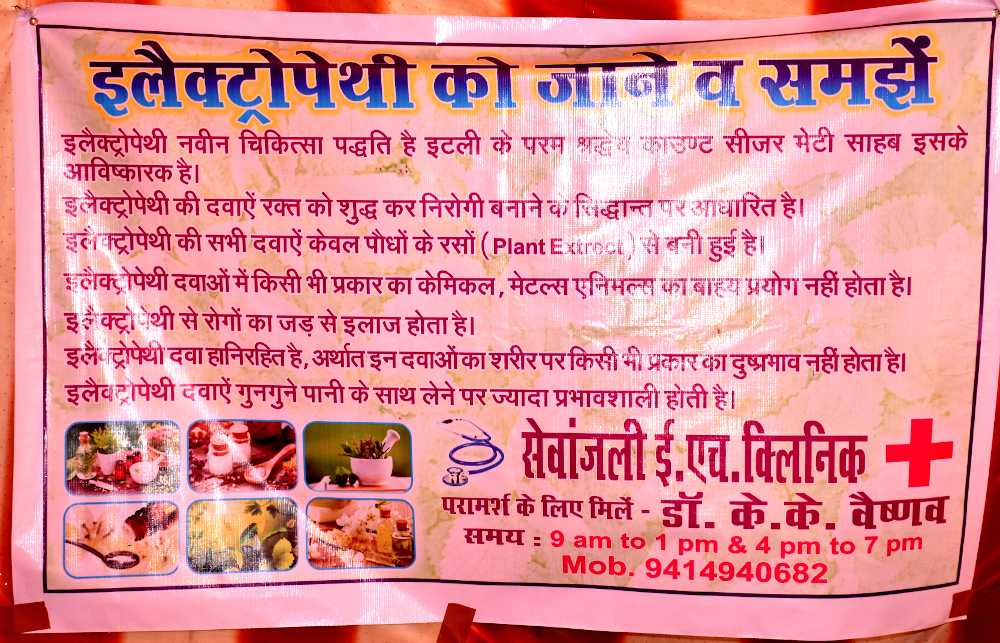 इलैक्ट्रोपेथी को जाने व समझें
इलैक्ट्रोपेथी नवीन चिकित्सा पद्धति है इटली के परम श्रद्धेय काउण्ट सीजर मेटी साहब इसके
आविष्कारक है।
इलैक्ट्रोपेथी की दवाऐं रक्त को शुद्ध कर निरोगी बनाने के सिद्धान्त पर आधारित है।
इलैक्ट्रोपेथी की सभी दवाऐं केवल पौधों के रसों ( Plant Extrect ) से बनी हुई है।
इलैक्ट्रोपेथी दवाओं में किसी भी प्रकार का केमिकल, मेटल्स एनिमल्स का बाहय प्रयोग नहीं होता है।
इलैक्ट्रोपेथी से रोगों का जड़ से इलाज होता है।
इलैक्ट्रोपेथी दवा हानिरहित है, अर्थात इन दवाओं का शरीर पर किसी भी प्रकार का दुष्प्रभाव नहीं होता है।
इलैक्ट्रोपेथी दवाऐं गुनगुने पानी के साथ लेने पर ज्यादा प्रभावशाली होती है।
सेवांजली ई.एच.क्लिनिक
परामर्श के लिए मिलें - डॉ. के.के. वैष्णव
समय : 9 am to 1 pm & 4 pm to 7 pm
Mob. 9414940682